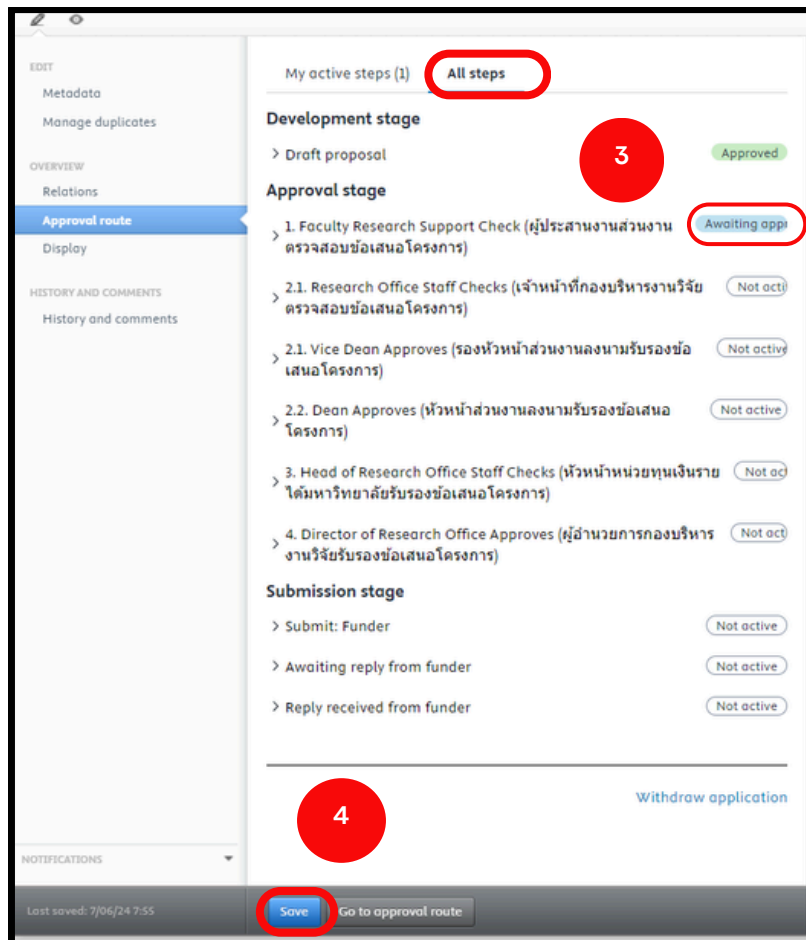 EDIT
Metadata
Manage duplicates
OVERVIEW
Relations
Approval route
Display
HISTORY AND COMMENTS
History and comments
NOTIFICATIONS
My active steps (1)
All steps
Development stage
Draft proposal
Approved
3
Approval stage
1. Faculty Research Support Check (ผู้ประสานงานส่วนงาน
ตรวจสอบข้อเสนอโครงการ)
Awaiting appr
2.1. Research Office Staff Checks (เจ้าหน้าที่กองบริหารงานวิจัย
ตรวจสอบข้อเสนอโครงการ)
Not acti
2.1. Vice Dean Approves (รองหัวหน้าส่วนงานลงนามรับรองข้อ
เสนอโครงการ)
Not active
2.2. Dean Approves (หัวหน้าส่วนงานลงนามรับรองข้อเสนอ
โครงการ)
Not active
3. Head of Research Office Staff Checks (หัวหน้าหน่วยทุนเงินราย
ได้มหาวิทยาลัยรับรองข้อเสนอโครงการ)
Not act
4. Director of Research Office Approves (ผู้อำนวยการกองบริหาร
งานวิจัยรับรองข้อเสนอโครงการ)
Not act
Submission stage
Submit: Funder
Not active
Awaiting reply from funder
Not active
Reply received from funder
Not active
Withdraw application
4
Last saved: 7/06/24 7:55
Save
Go to approval route